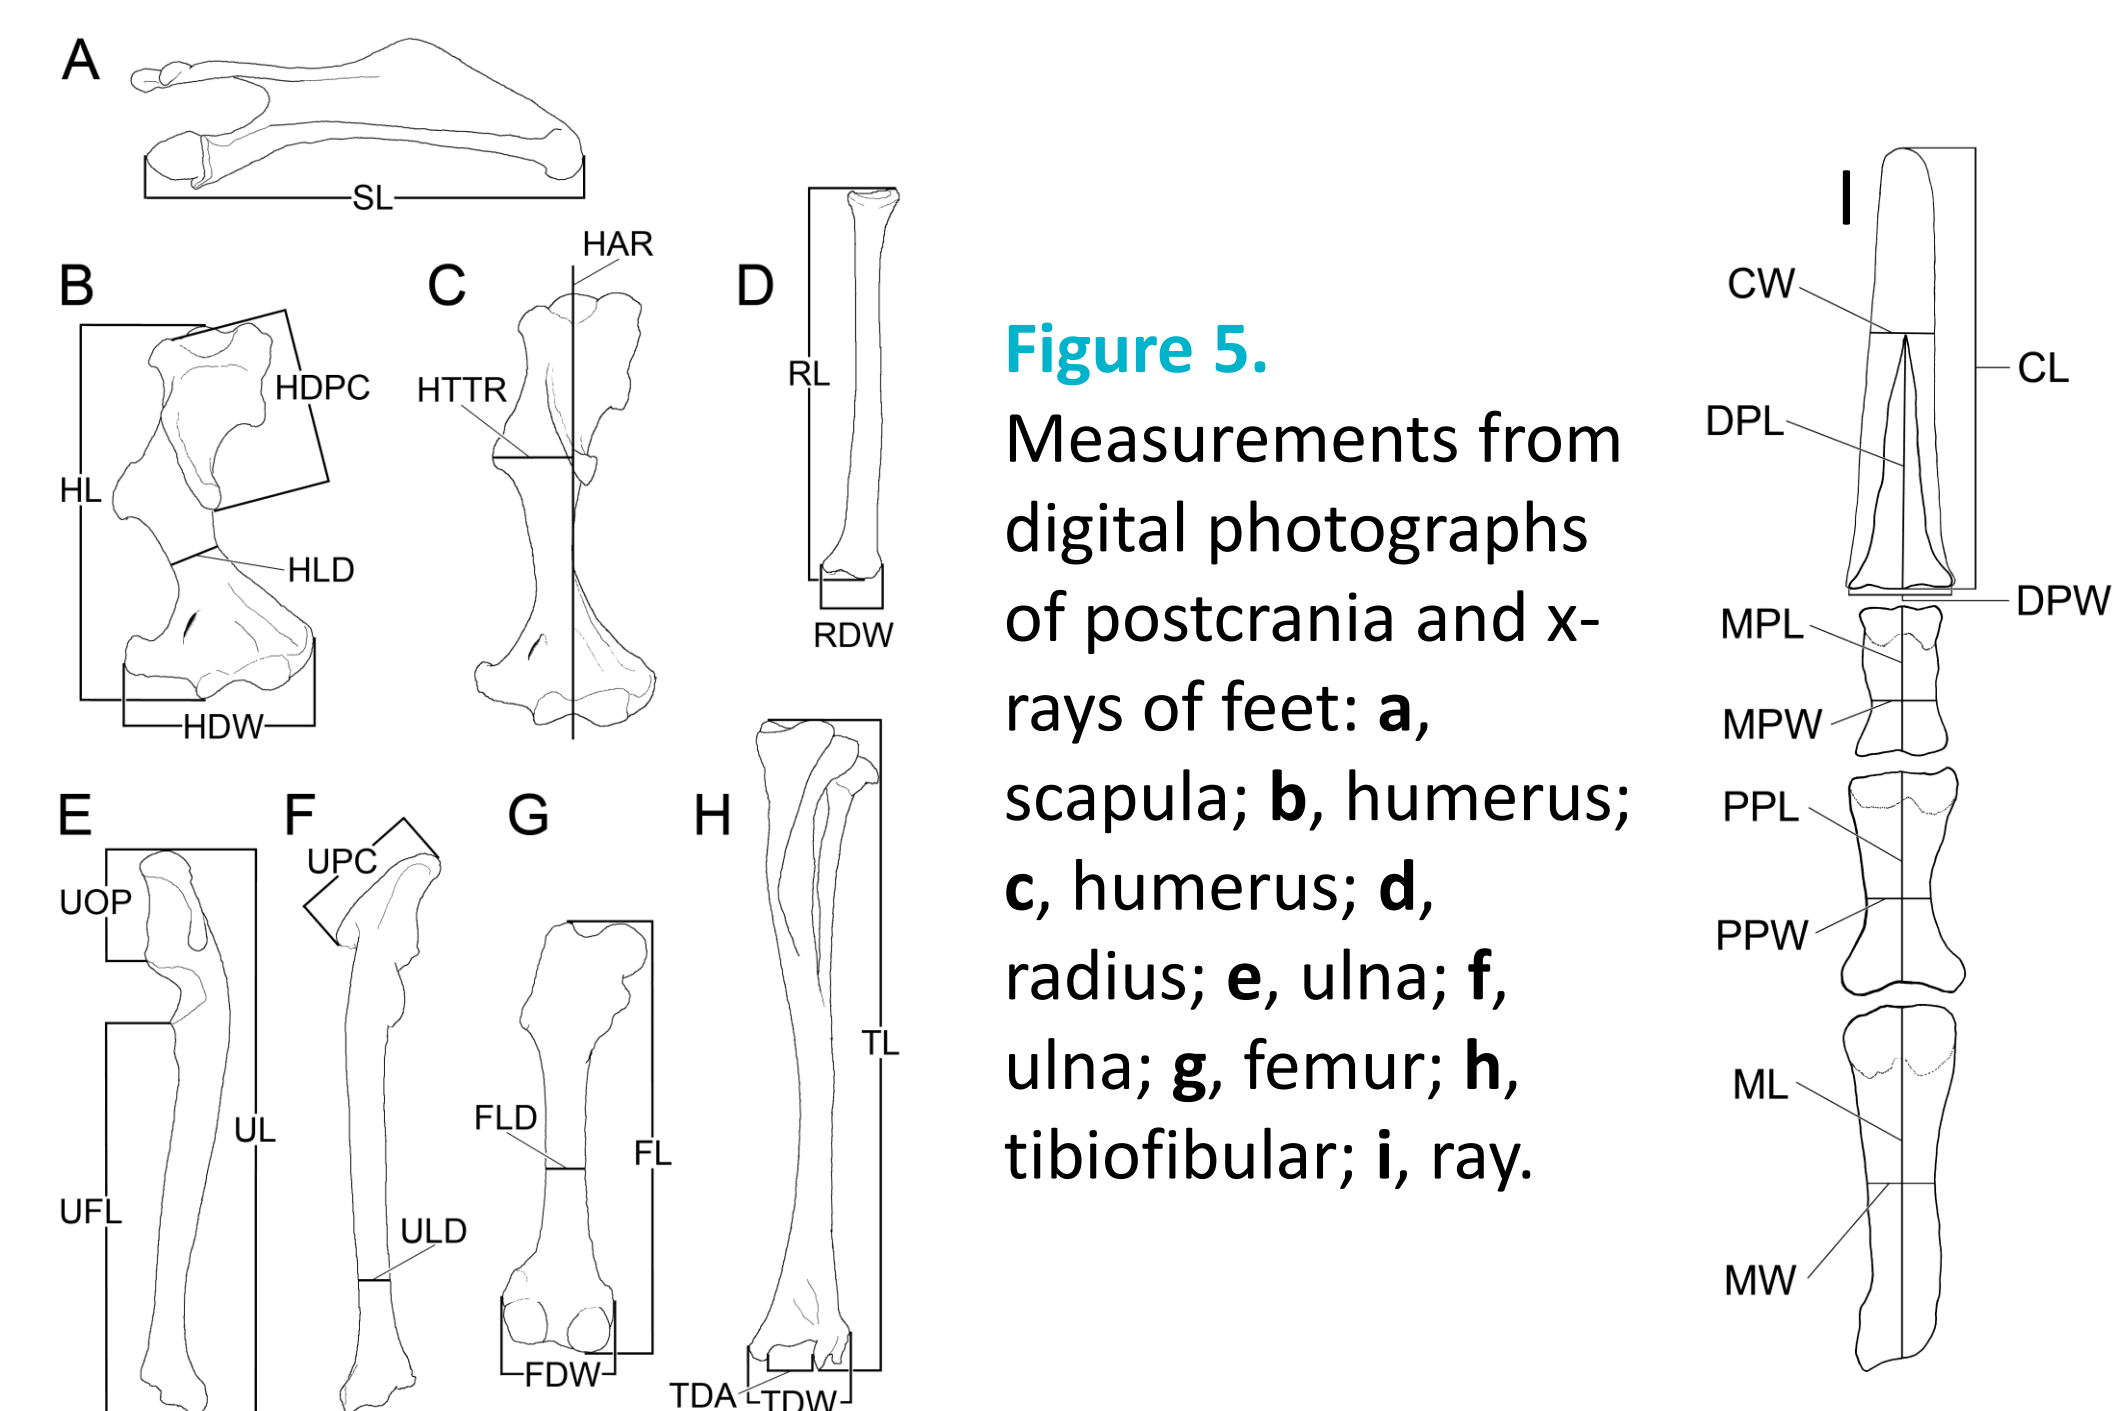 A
SL
B
HL
HDPC
HLD
HDW
C
HAR
HTTR
D
RL
RDW
E
UOP
UL
UFL
F
UPC
ULD
G
FLD
FL
FDW
H
TL
TDA
TDW
Figure 5.
Measurements from
digital photographs
of postcrania and x-
rays of feet: a,
scapula; b, humerus;
c, humerus; d,
radius; e, ulna; f,
ulna; g, femur; h,
tibiofibular; i, ray.
I
CW
CL
DPL
DPW
MPL
MPW
PPL
PPW
ML
MW